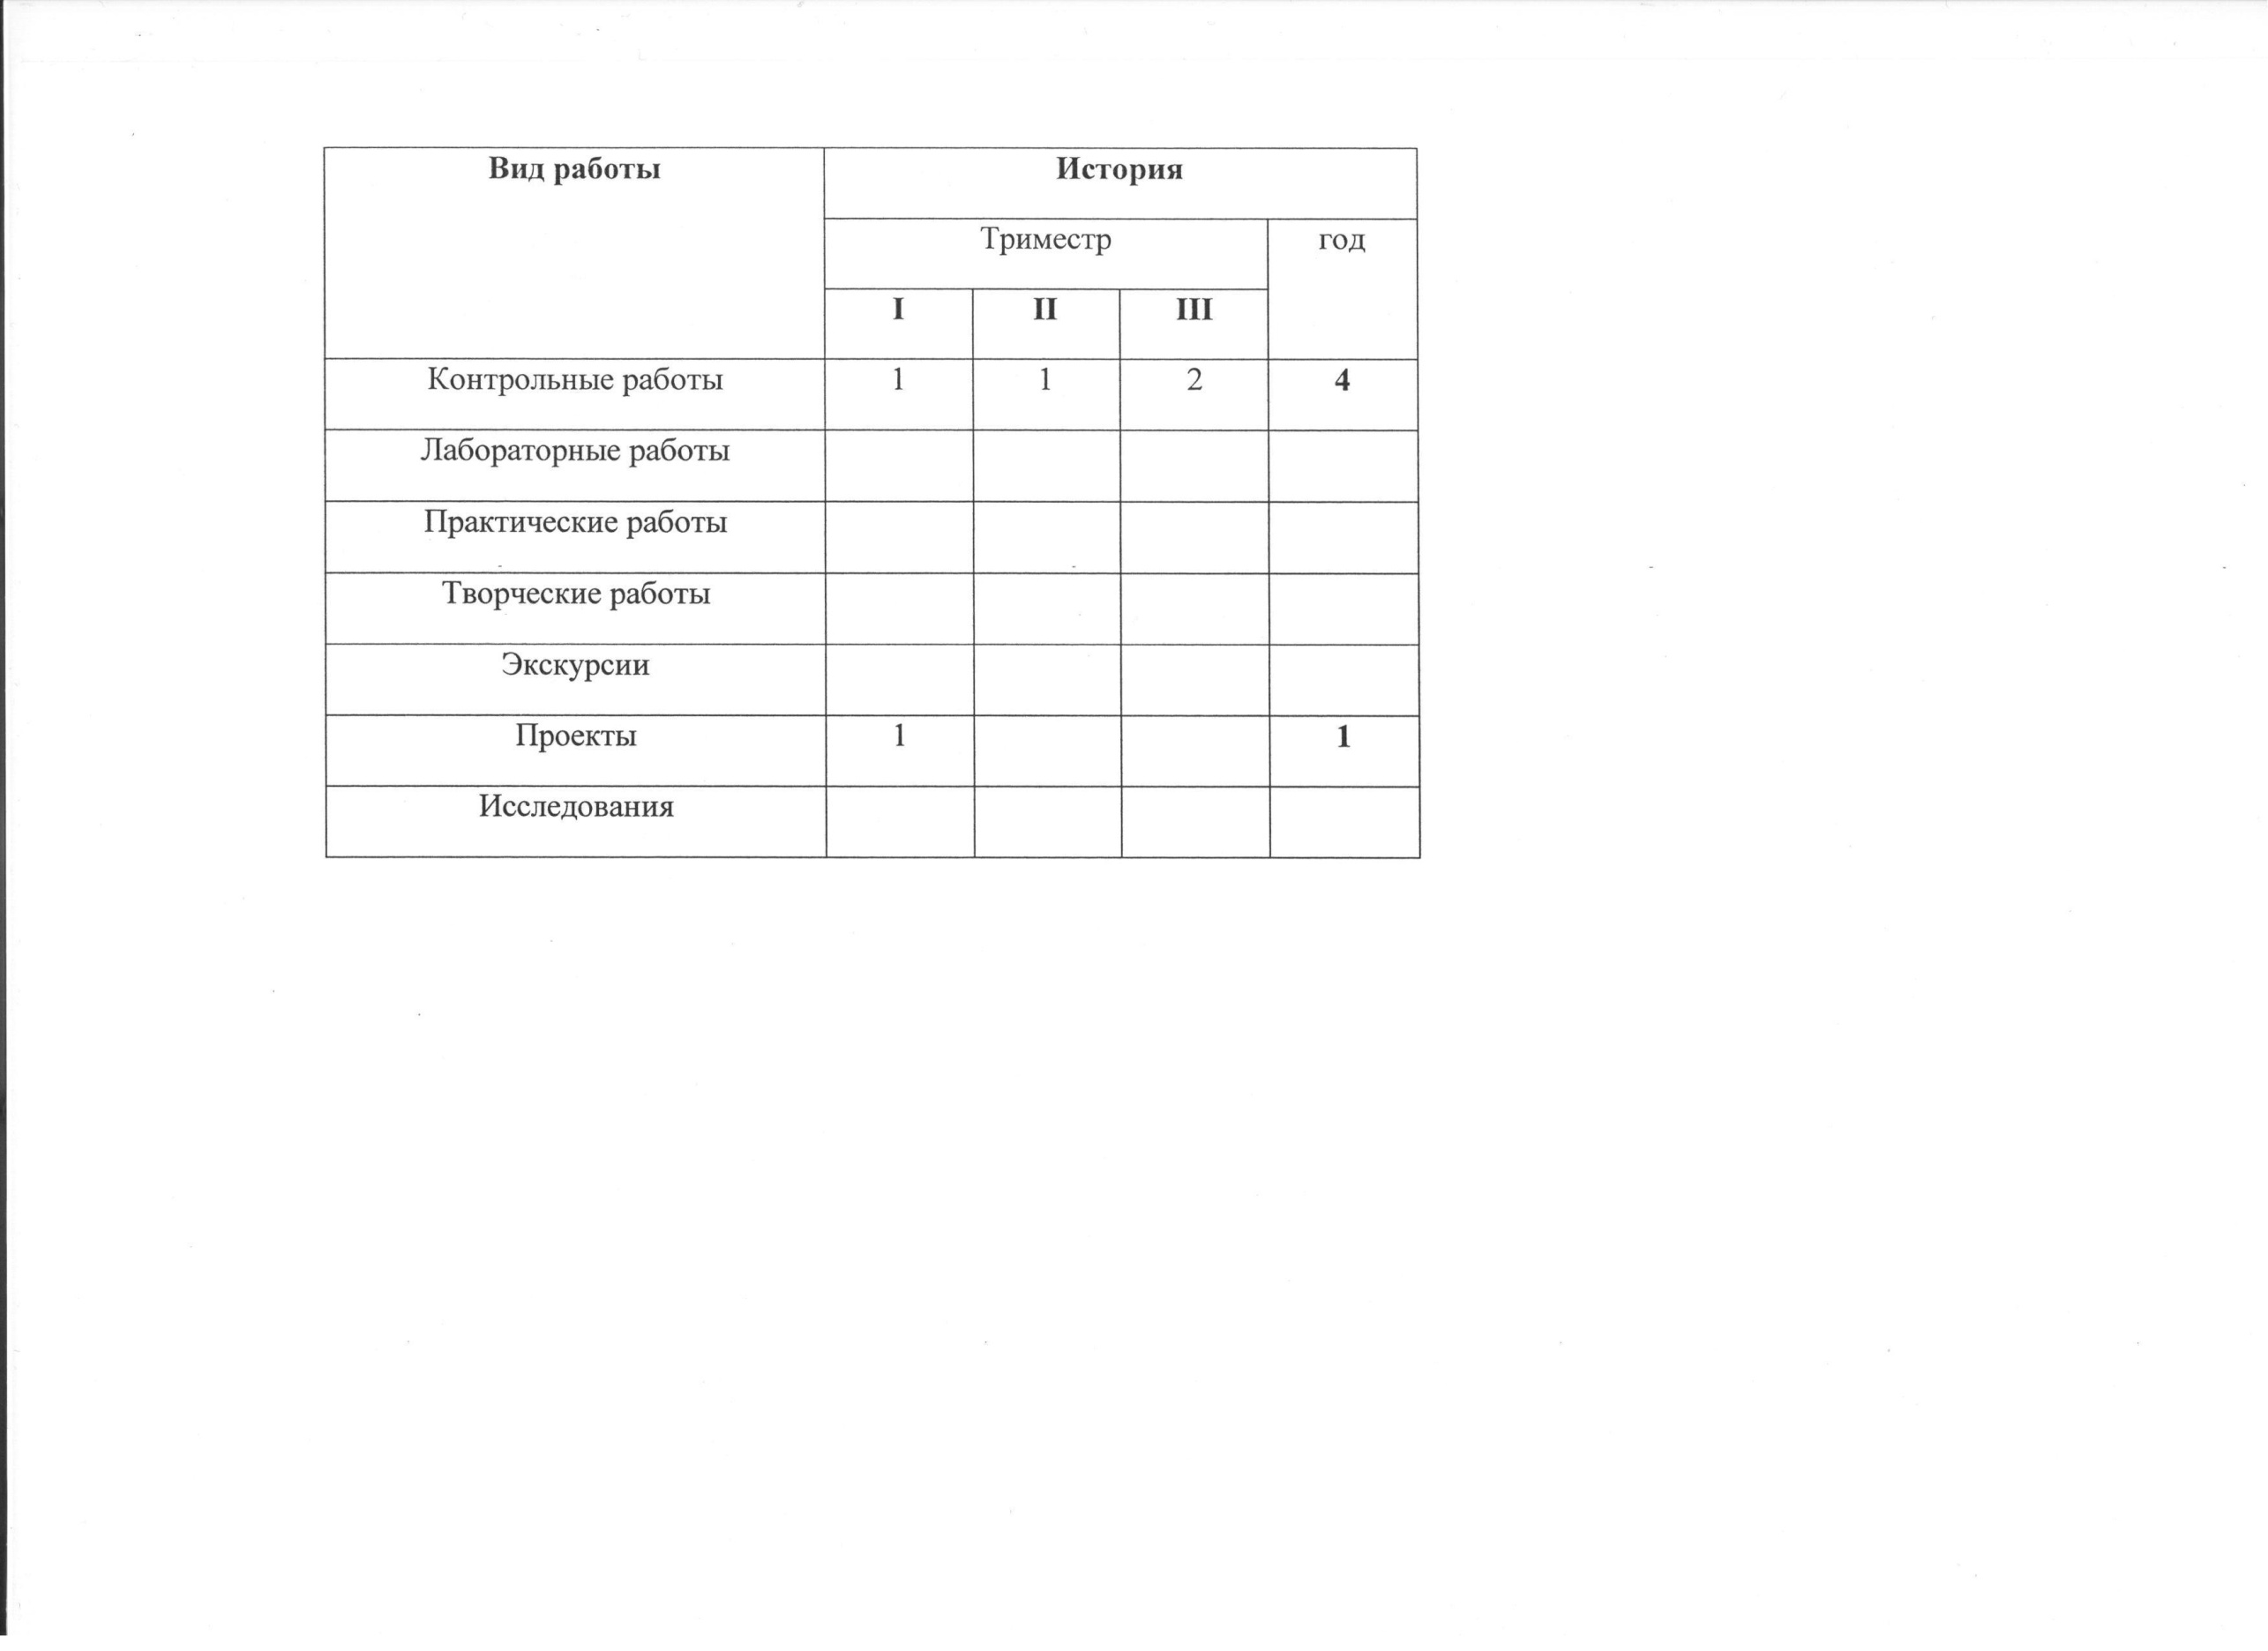 Вид работы
История
Триместр
год
I
II
III
Контрольные работы
1
1
2
4
Лабораторные работы
Практические работы
Творческие работы
Экскурсии
Проекты
1
1
Исследования